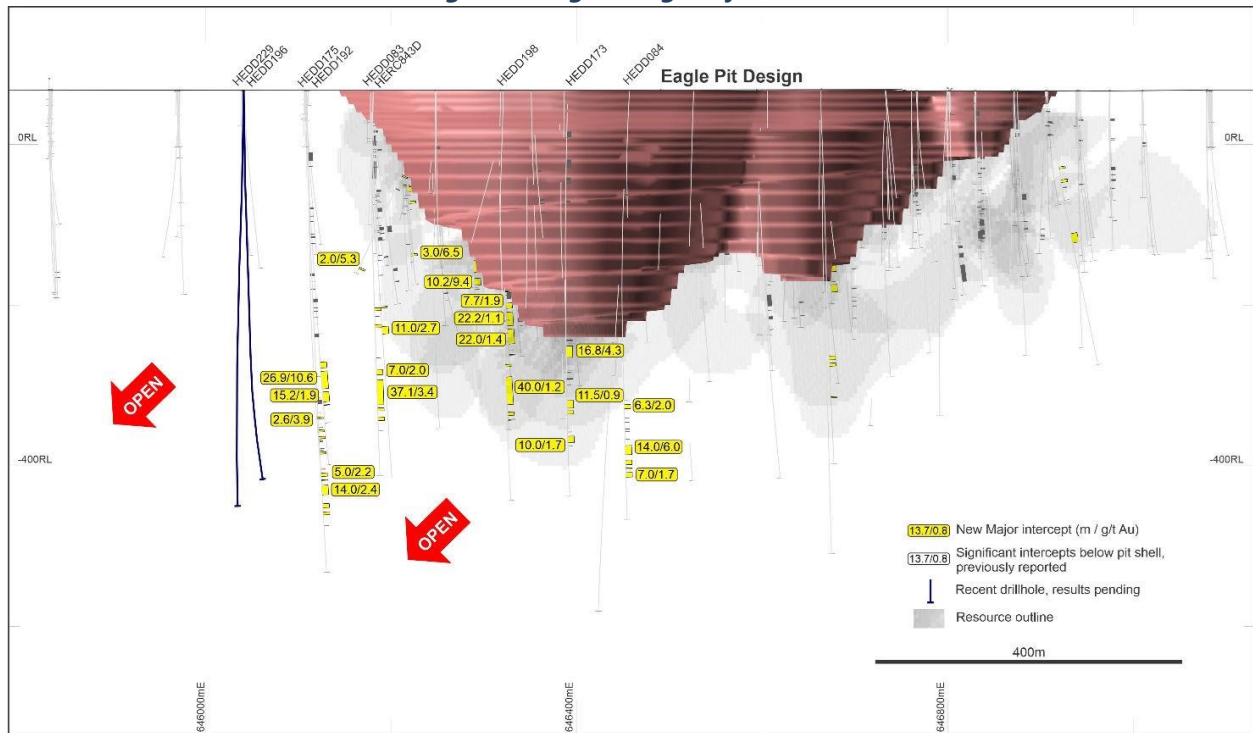 HEDD229
HEDD196
HEDD175
HEDD192
HEDD083
HERC843D
HEDD198
HEDD173
HEDD084
Eagle Pit Design
0RL
0RL
2.0/5.3
3.0/6.5
10.2/9.4
7.7/1.9
22.2/1.1
11.0/2.7
22.0/1.4
16.8/4.3
26.9/10.6
7.0/2.0
15.2/1.9
37.1/3.4
40.0/1.2
11.5/0.9
6.3/2.0
2.6/3.9
10.0/1.7
14.0/6.0
5.0/2.2
7.0/1.7
14.0/2.4
OPEN
OPEN
-400RL
-400RL
13.7/0.8 New Major intercept (m / g/t Au)
13.7/0.8 Significant intercepts below pit shell,
previously reported
Recent drillhole, results pending
Resource outline
400m
646000mE
646400mE
646800mE